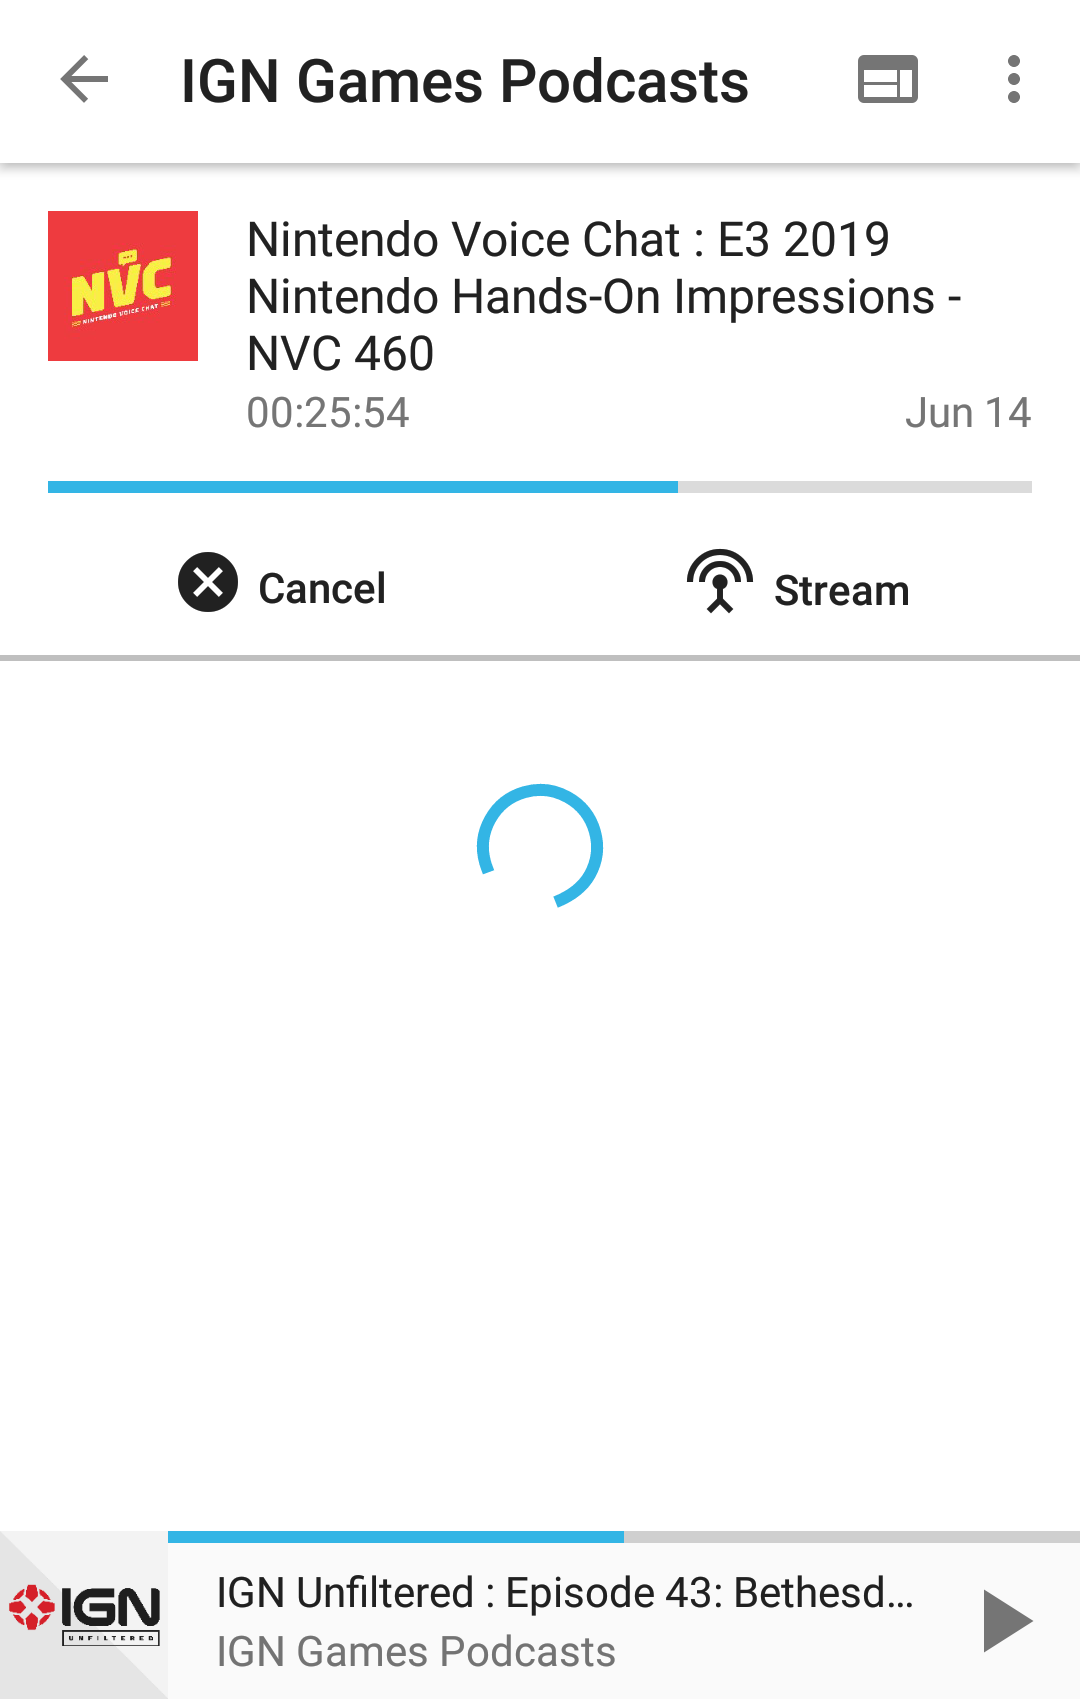 IGN Games Podcasts
NVC
NINTENDO VOICE CHAT
Nintendo Voice Chat : E3 2019
Nintendo Hands-On Impressions -
NVC 460
00:25:54
Jun 14
Cancel
Stream
IGN
UNFILTERED
IGN Unfiltered : Episode 43: Bethesd...
IGN Games Podcasts